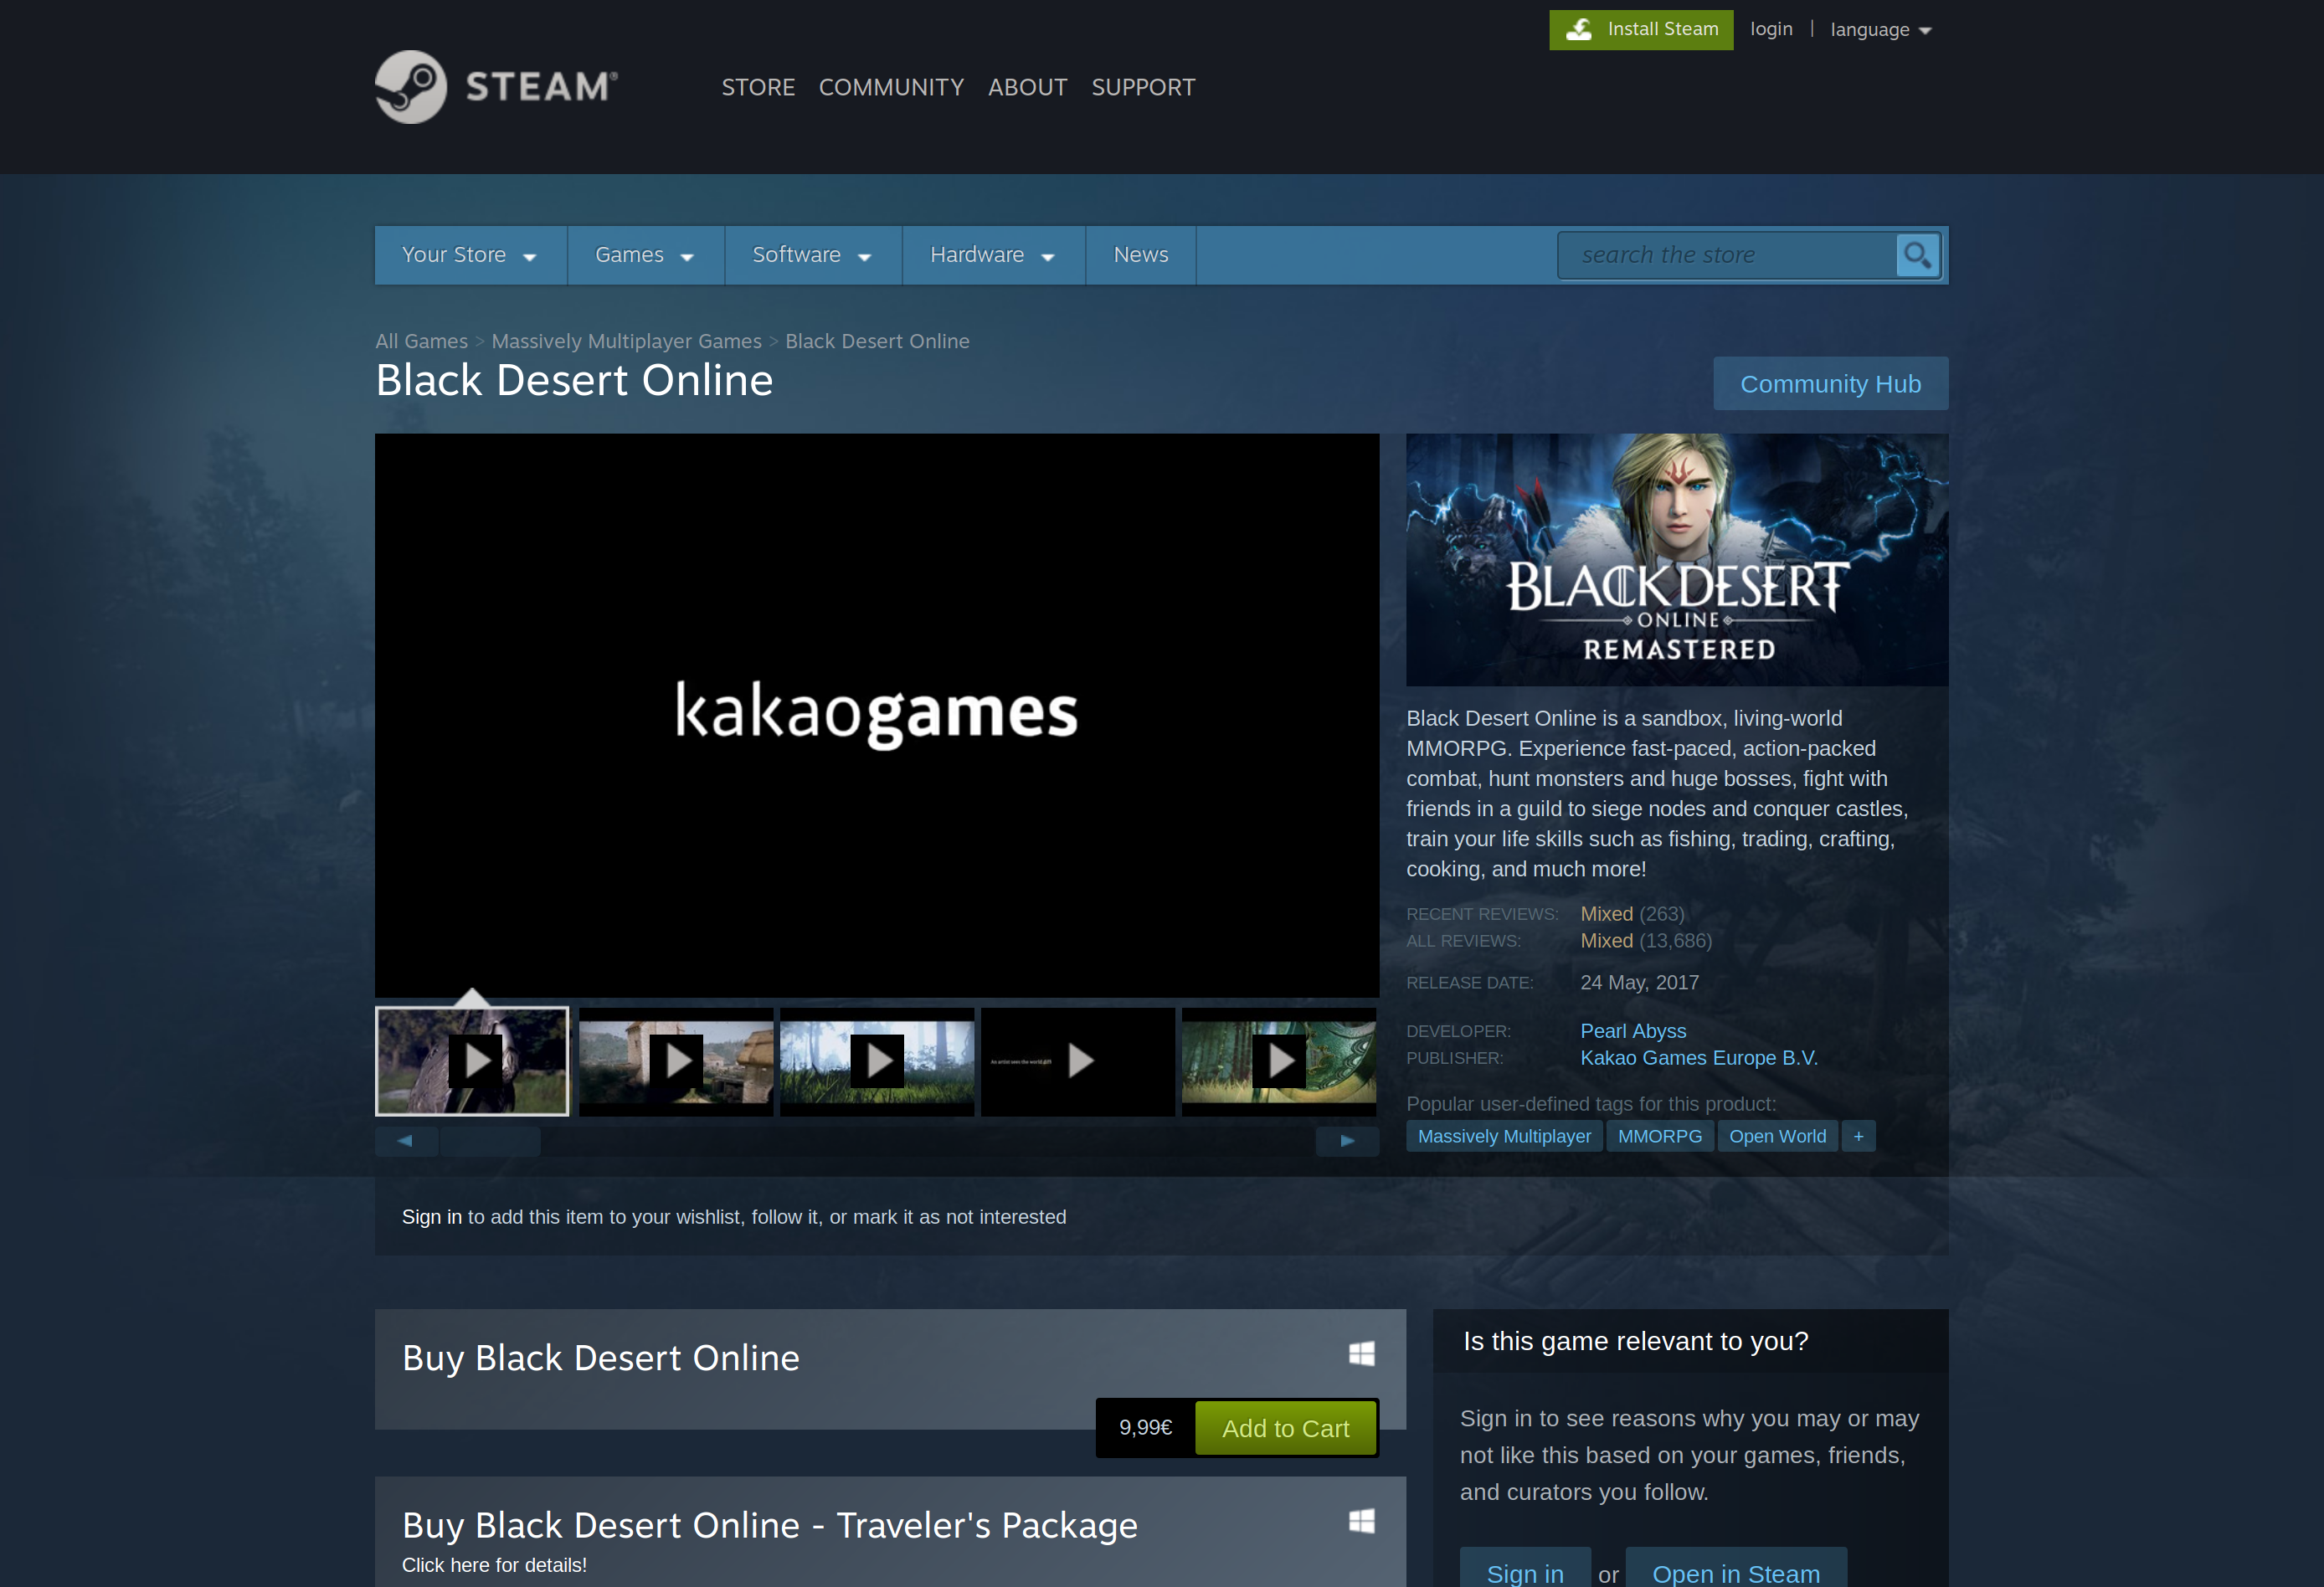 Install Steam
login | language
STEAM®
STORE COMMUNITY ABOUT SUPPORT
Your Store Games Software Hardware News
search the store
All Games > Massively Multiplayer Games > Black Desert Online
Black Desert Online
Community Hub
kakaogames
BLACK DESERT
ONLINE
REMASTERED
Black Desert Online is a sandbox, living-world
MMORPG. Experience fast-paced, action-packed
combat, hunt monsters and huge bosses, fight with
friends in a guild to siege nodes and conquer castles,
train your life skills such as fishing, trading, crafting,
cooking, and much more!
RECENT REVIEWS: Mixed (263)
ALL REVIEWS: Mixed (13,686)
RELEASE DATE: 24 May, 2017
DEVELOPER: Pearl Abyss
PUBLISHER: Kakao Games Europe B.V.
Popular user-defined tags for this product:
Massively Multiplayer MMORPG Open World +
An artist sees the world
Sign in to add this item to your wishlist, follow it, or mark it as not interested
Buy Black Desert Online
9,99€ Add to Cart
Buy Black Desert Online - Traveler's Package
Click here for details!
Is this game relevant to you?
Sign in to see reasons why you may or may
not like this based on your games, friends,
and curators you follow.
Sign in or Open in Steam